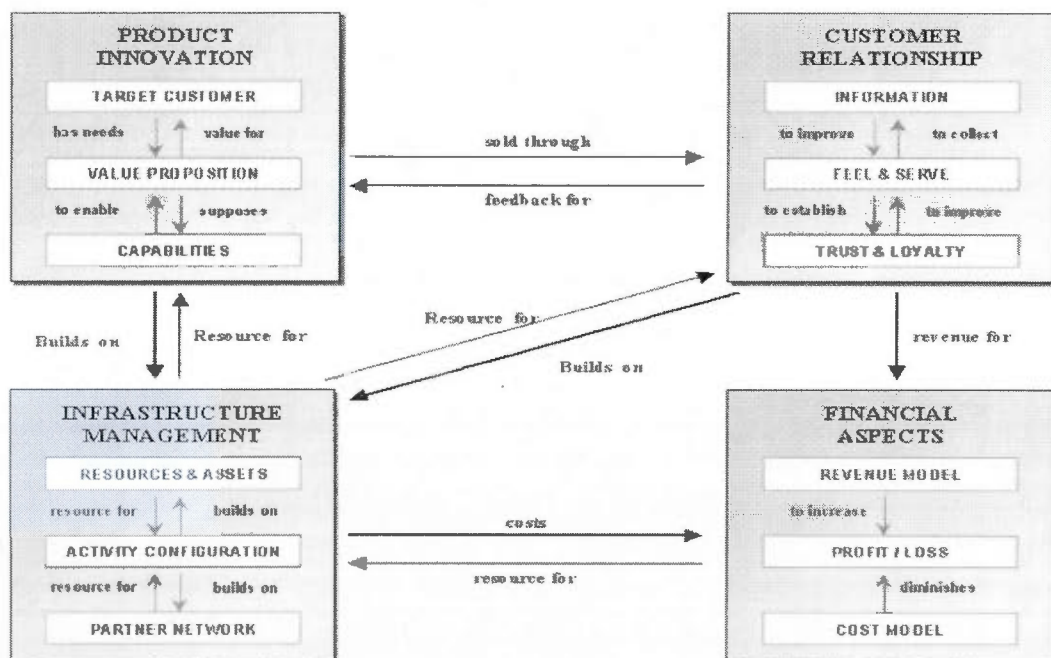 PRODUCT
INNOVATION
TARGET CUSTOMER
has needs
value for
VALUE PROPOSITION
to enable
supposes
CAPABILITIES
sold through
feedback for
CUSTOMER
RELATIONSHIP
INFORMATION
to improve
to collect
FEEL & SERVE
to establish
to improve
TRUST & LOYALTY
Builds on
Resource for
Resource for
Builds on
revenue for
INFRASTRUCTURE
MANAGEMENT
RESOURCES & ASSETS
resource for
builds on
ACTIVITY CONFIGURATION
resource for
builds on
PARTNER NETWORK
costs
resource for
FINANCIAL
ASPECTS
REVENUE MODEL
to increase
PROFIT / LOSS
diminishes
COST MODEL